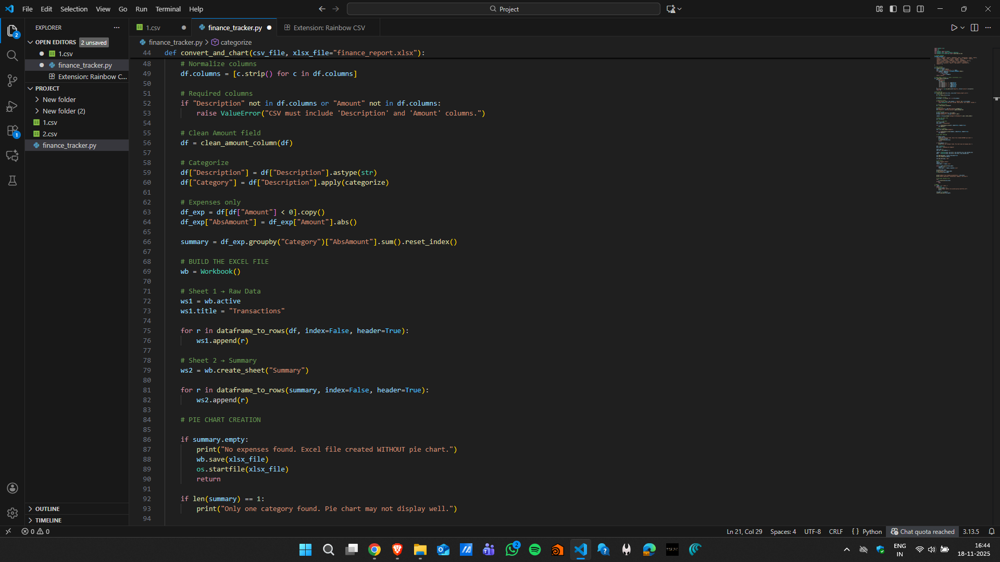 File Edit Selection View Go Run Terminal Help
Project
EXPLORER
OPEN EDITORS 2 unsaved
1.csv
finance_tracker.py
Extension: Rainbow C...
PROJECT
New folder
New folder (2)
1.csv
2.csv
finance_tracker.py
OUTLINE
TIMELINE
2
1
1.csv
finance_tracker.py
Extension: Rainbow CSV
finance_tracker.py > categorize
44 def convert_and_chart(csv_file, xlsx_file="finance_report.xlsx"):
48 # Normalize columns
49 df.columns = [c.strip() for c in df.columns]
50
51 # Required columns
52 if "Description" not in df.columns or "Amount" not in df.columns:
53 raise ValueError("CSV must include 'Description' and 'Amount' columns.")
54
55 # Clean Amount field
56 df = clean_amount_column(df)
57
58 # Categorize
59 df["Description"] = df["Description"].astype(str)
60 df["Category"] = df["Description"].apply(categorize)
61
62 # Expenses only
63 df_exp = df[df["Amount"] < 0].copy()
64 df_exp["AbsAmount"] = df_exp["Amount"].abs()
65
66 summary = df_exp.groupby("Category")["AbsAmount"].sum().reset_index()
67
68 # BUILD THE EXCEL FILE
69 wb = Workbook()
70
71 # Sheet 1 → Raw Data
72 ws1 = wb.active
73 ws1.title = "Transactions"
74
75 for r in dataframe_to_rows(df, index=False, header=True):
76 ws1.append(r)
77
78 # Sheet 2 → Summary
79 ws2 = wb.create_sheet("Summary")
80
81 for r in dataframe_to_rows(summary, index=False, header=True):
82 ws2.append(r)
83
84 # PIE CHART CREATION
85
86 if summary.empty:
87 print("No expenses found. Excel file created WITHOUT pie chart.")
88 wb.save(xlsx_file)
89 os.startfile(xlsx_file)
90 return
91
92 if len(summary) == 1:
93 print("Only one category found. Pie chart may not display well.")
94
0 0
Ln 21, Col 29 Spaces: 4 UTF-8 CRLF { } Python Chat quota reached 3.13.5
2
ENG
IN
16:44
18-11-2025